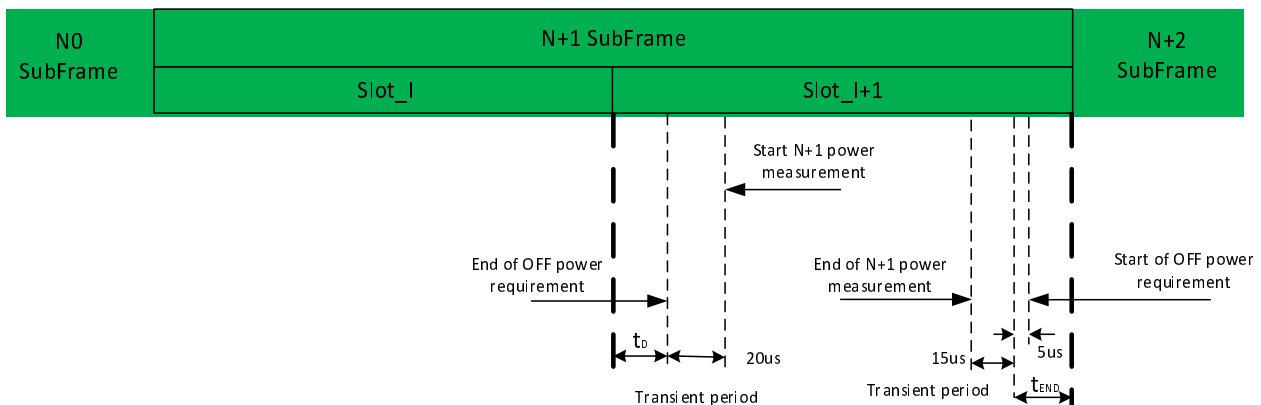 N0
SubFrame
N+1 SubFrame
N+2
SubFrame
Slot_I
Slot_I+1
Start N+1 power
measurement
End of OFF power
requirement
End of N+1 power
measurement
Start of OFF power
requirement
tD
20us
15us
5us
Transient period
Transient period
tEND